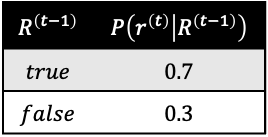 R^(t−1) P(r^(t)|R^(t−1))
true 0.7
false 0.3